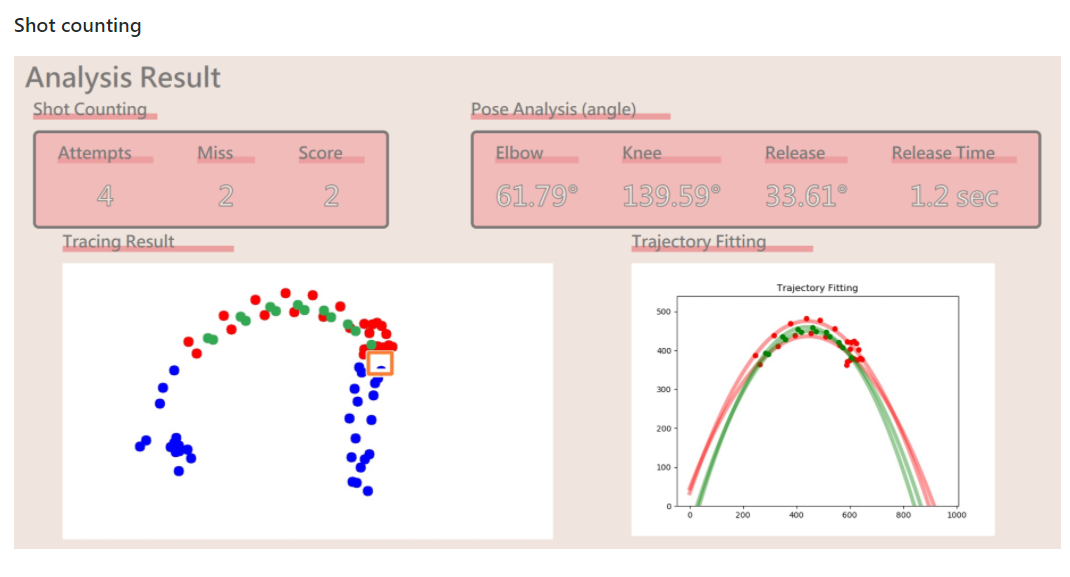 Shot counting
Analysis Result
Shot Counting
Attempts Miss Score
4 2 2
Pose Analysis (angle)
Elbow Knee Release Release Time
61.79° 139.59° 33.61° 1.2 sec
Tracing Result
Trajectory Fitting
Trajectory Fitting
500
400
300
200
100
0
0 200 400 600 800 1000